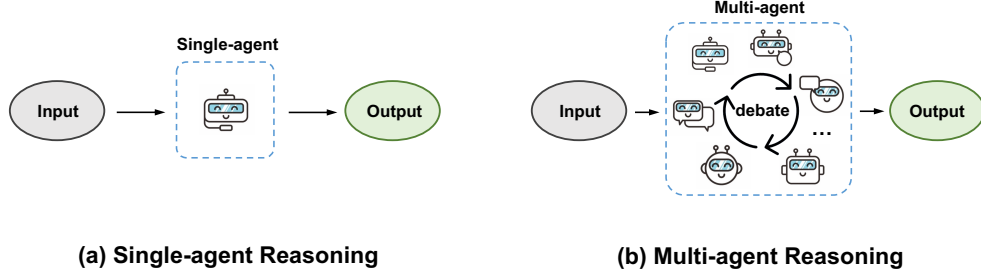 Single-agent
Input
Output
(a) Single-agent Reasoning
Multi-agent
Input
debate
...
Output
(b) Multi-agent Reasoning